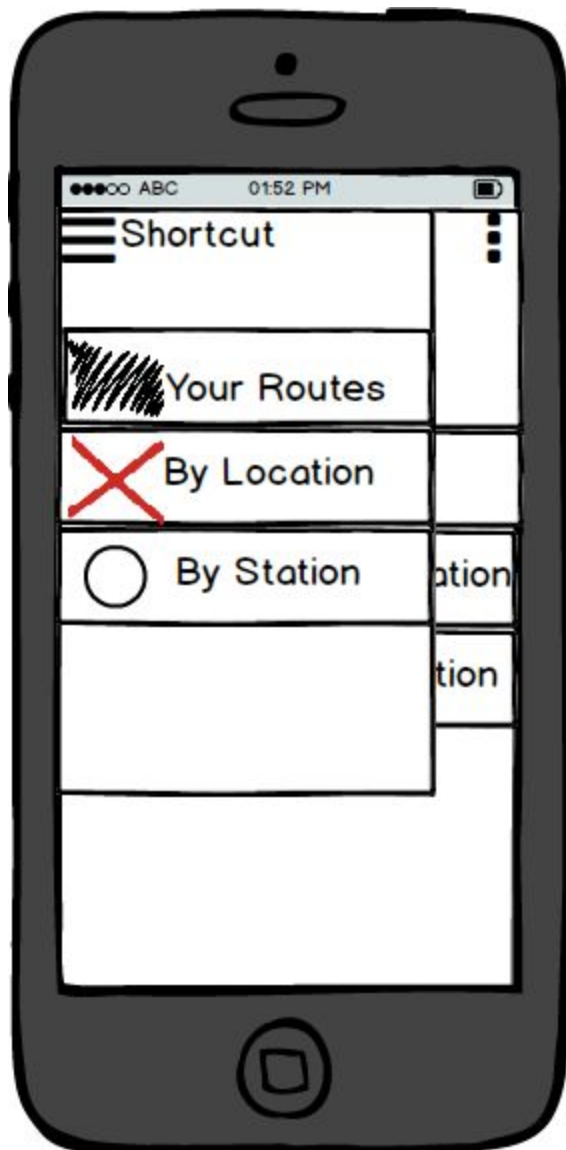 ABC 01:52 PM
Shortcut
Your Routes
By Location
By Station
ation
tion